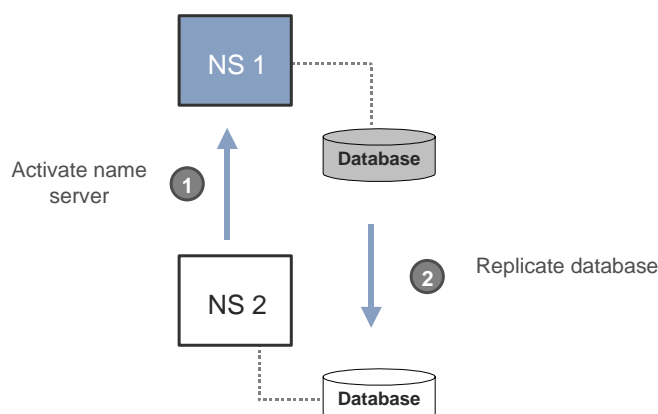 NS 1
Database
Activate name
server
1
NS 2
2
Replicate database
Database